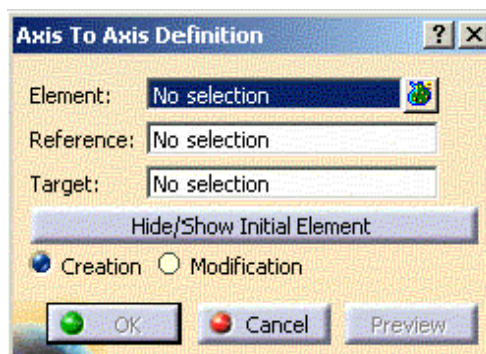 Axis To Axis Definition
Element: No selection
Reference: No selection
Target: No selection
Hide/Show Initial Element
Creation Modification
OK Cancel Preview